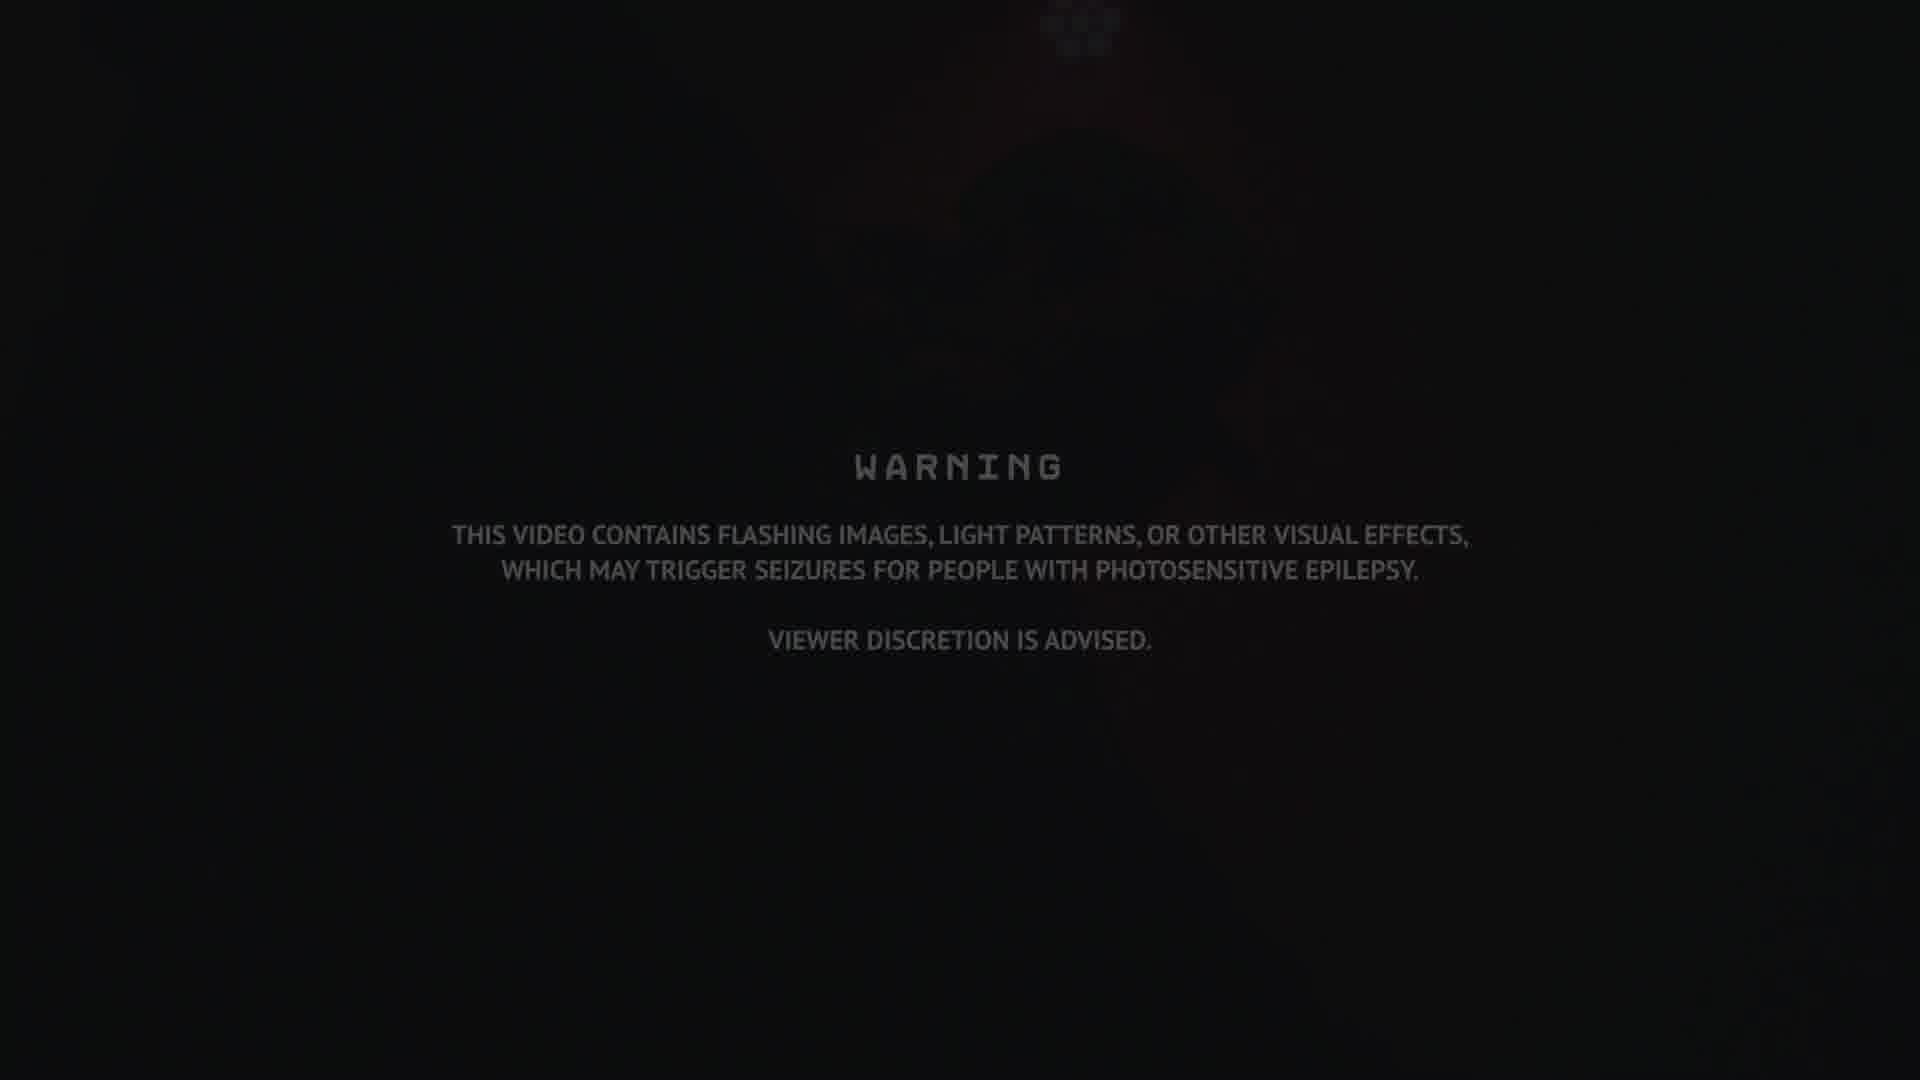 WARNING
THIS VIDEO CONTAINS FLASHING IMAGES, LIGHT PATTERNS, OR OTHER VISUAL EFFECTS,
WHICH MAY TRIGGER SEIZURES FOR PEOPLE WITH PHOTOSENSITIVE EPILEPSY.
VIEWER DISCRETION IS ADVISED.